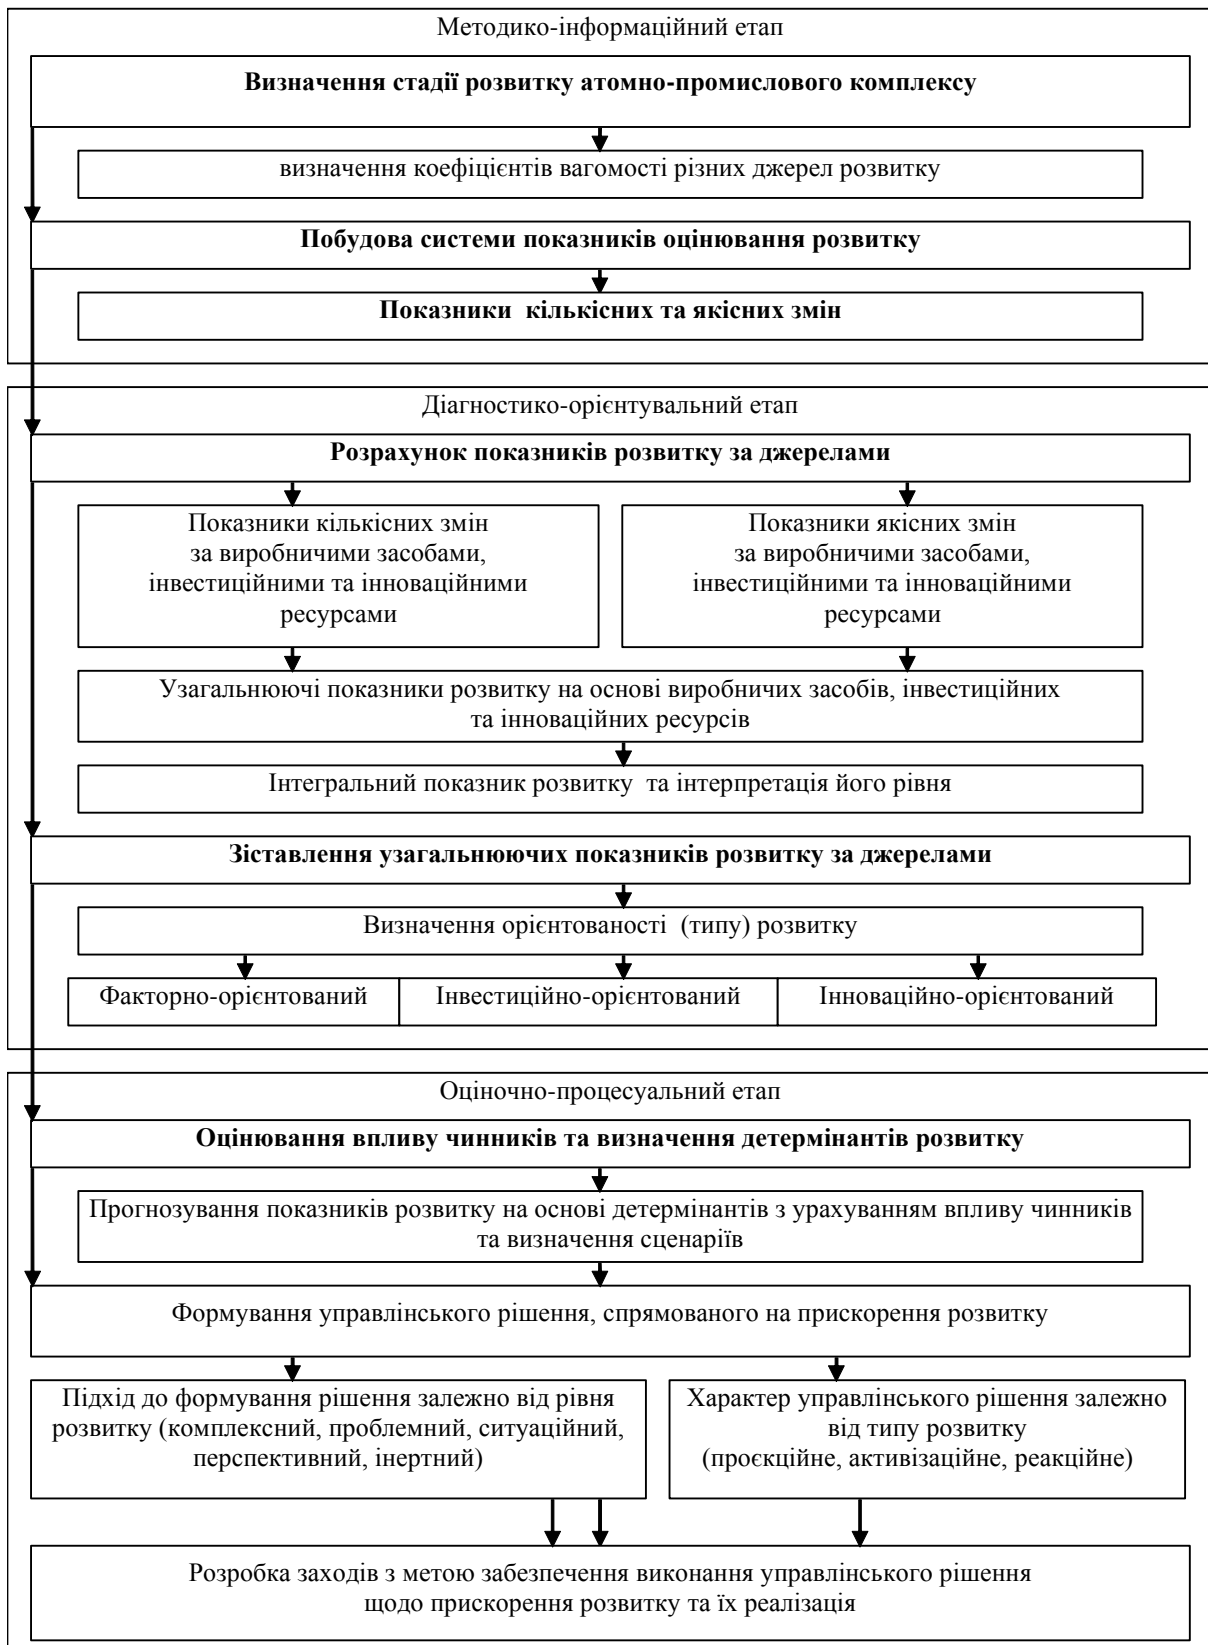 Методико-інформаційний етап
Визначення стадії розвитку атомно-промислового комплексу
визначення коефіцієнтів вагомості різних джерел розвитку
Побудова системи показників оцінювання розвитку
Показники кількісних та якісних змін
Діагностико-орієнтувальний етап
Розрахунок показників розвитку за джерелами
Показники кількісних змін
за виробничими засобами,
інвестиційними та інноваційними
ресурсами
Показники якісних змін
за виробничими засобами,
інвестиційними та інноваційними
ресурсами
Узагальнюючі показники розвитку на основі виробничих засобів, інвестиційних
та інноваційних ресурсів
Інтегральний показник розвитку та інтерпретація його рівня
Зіставлення узагальнюючих показників розвитку за джерелами
Визначення орієнтованості (типу) розвитку
Факторно-орієнтований
Інвестиційно-орієнтований
Інноваційно-орієнтований
Оціночно-процесуальний етап
Оцінювання впливу чинників та визначення детермінантів розвитку
Прогнозування показників розвитку на основі детермінантів з урахуванням впливу чинників
та визначення сценаріїв
Формування управлінського рішення, спрямованого на прискорення розвитку
Підхід до формування рішення залежно від рівня
розвитку (комплексний, проблемний, ситуаційний,
перспективний, інертний)
Характер управлінського рішення залежно
від типу розвитку
(проєкційне, активізаційне, реакційне)
Розробка заходів з метою забезпечення виконання управлінського рішення
щодо прискорення розвитку та їх реалізація